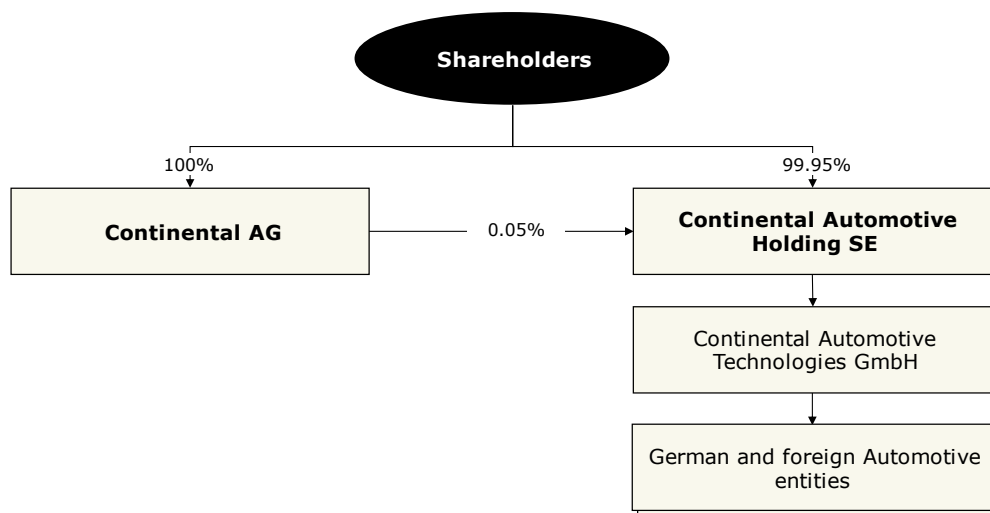 Shareholders
100%
99.95%
Continental AG
0.05%
Continental Automotive
Holding SE
Continental Automotive
Technologies GmbH
German and foreign Automotive
entities